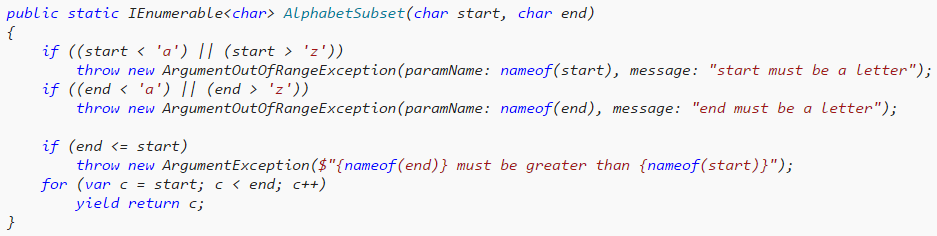 public static IEnumerable<char> AlphabetSubset(char start, char end)
{
    if ((start < 'a') || (start > 'z'))
        throw new ArgumentOutOfRangeException(paramName: nameof(start), message: "start must be a letter");
    if ((end < 'a') || (end > 'z'))
        throw new ArgumentOutOfRangeException(paramName: nameof(end), message: "end must be a letter");

    if (end <= start)
        throw new ArgumentException($"{nameof(end)} must be greater than {nameof(start)}");
    for (var c = start; c < end; c++)
        yield return c;
}